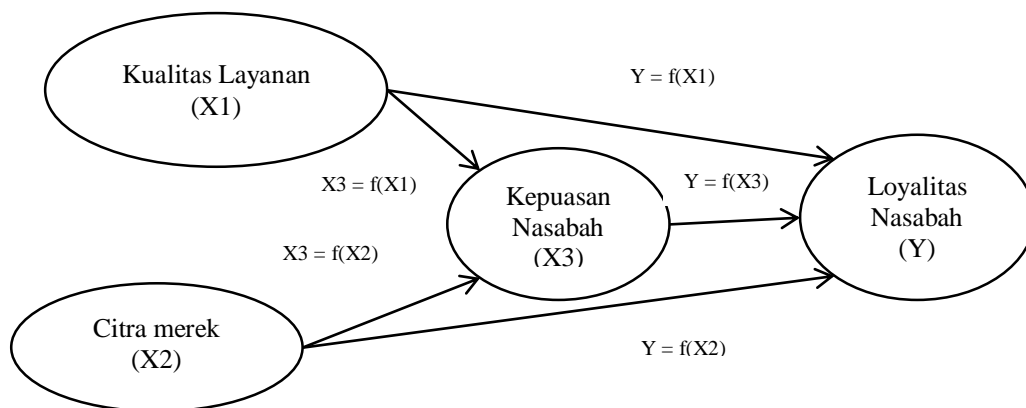 Kualitas Layanan
(X1)
Y = f(X1)
X3 = f(X1)
Kepuasan
Nasabah
(X3)
Y = f(X3)
Loyalitas
Nasabah
(Y)
X3 = f(X2)
Citra merek
(X2)
Y = f(X2)